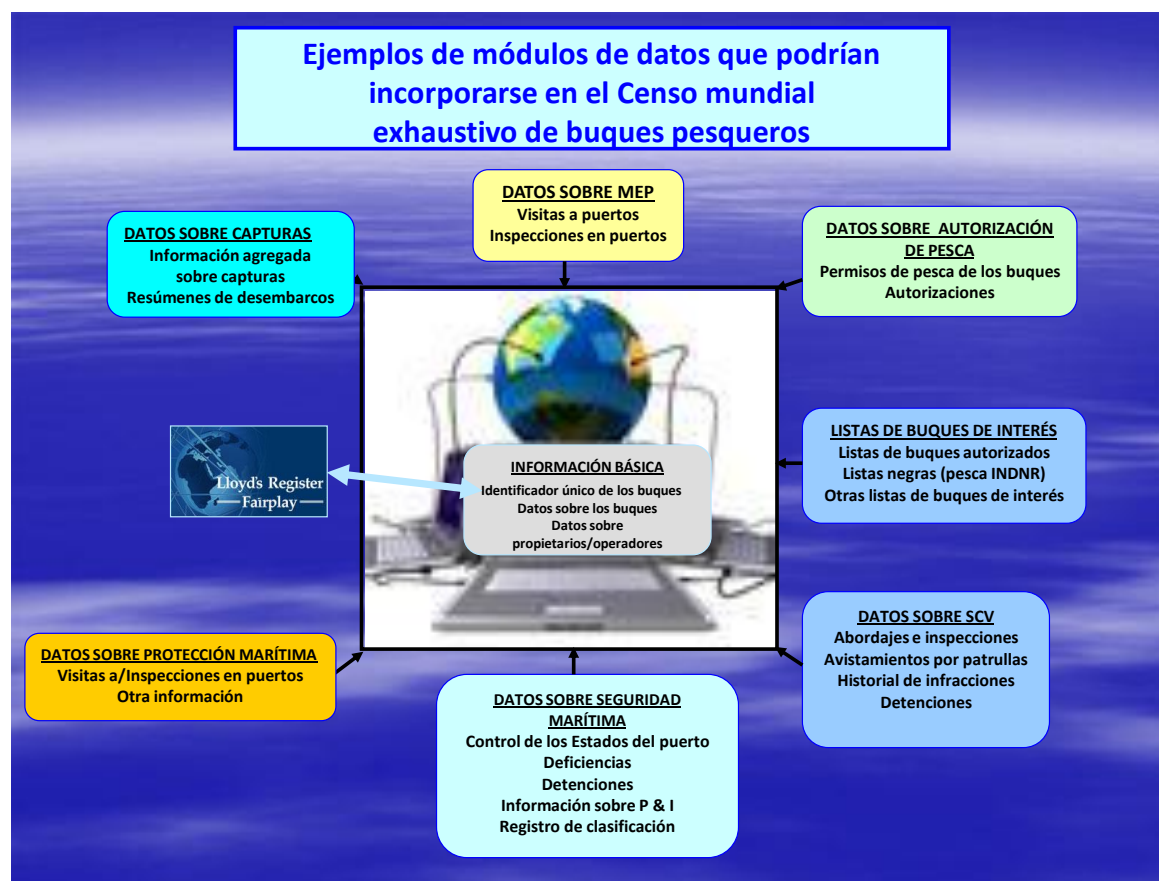 Ejemplos de módulos de datos que podrían
incorporarse en el Censo mundial
exhaustivo de buques pesqueros
DATOS SOBRE MEP
Visitas a puertos
Inspecciones en puertos
DATOS SOBRE CAPTURAS
Información agregada
sobre capturas
Resúmenes de desembarcos
DATOS SOBRE AUTORIZACIÓN
DE PESCA
Permisos de pesca de los buques
Autorizaciones
LISTAS DE BUQUES DE INTERÉS
Listas de buques autorizados
Listas negras (pesca INDNR)
Otras listas de buques de interés
Lloyd's Register
Fairplay
INFORMACIÓN BÁSICA
Identificador único de los buques
Datos sobre los buques
Datos sobre
propietarios/operadores
DATOS SOBRE SCV
Abordajes e inspecciones
Avistamientos por patrullas
Historial de infracciones
Detenciones
DATOS SOBRE PROTECCIÓN MARÍTIMA
Visitas a/Inspecciones en puertos
Otra información
DATOS SOBRE SEGURIDAD
MARÍTIMA
Control de los Estados del puerto
Deficiencias
Detenciones
Información sobre P & I
Registro de clasificación